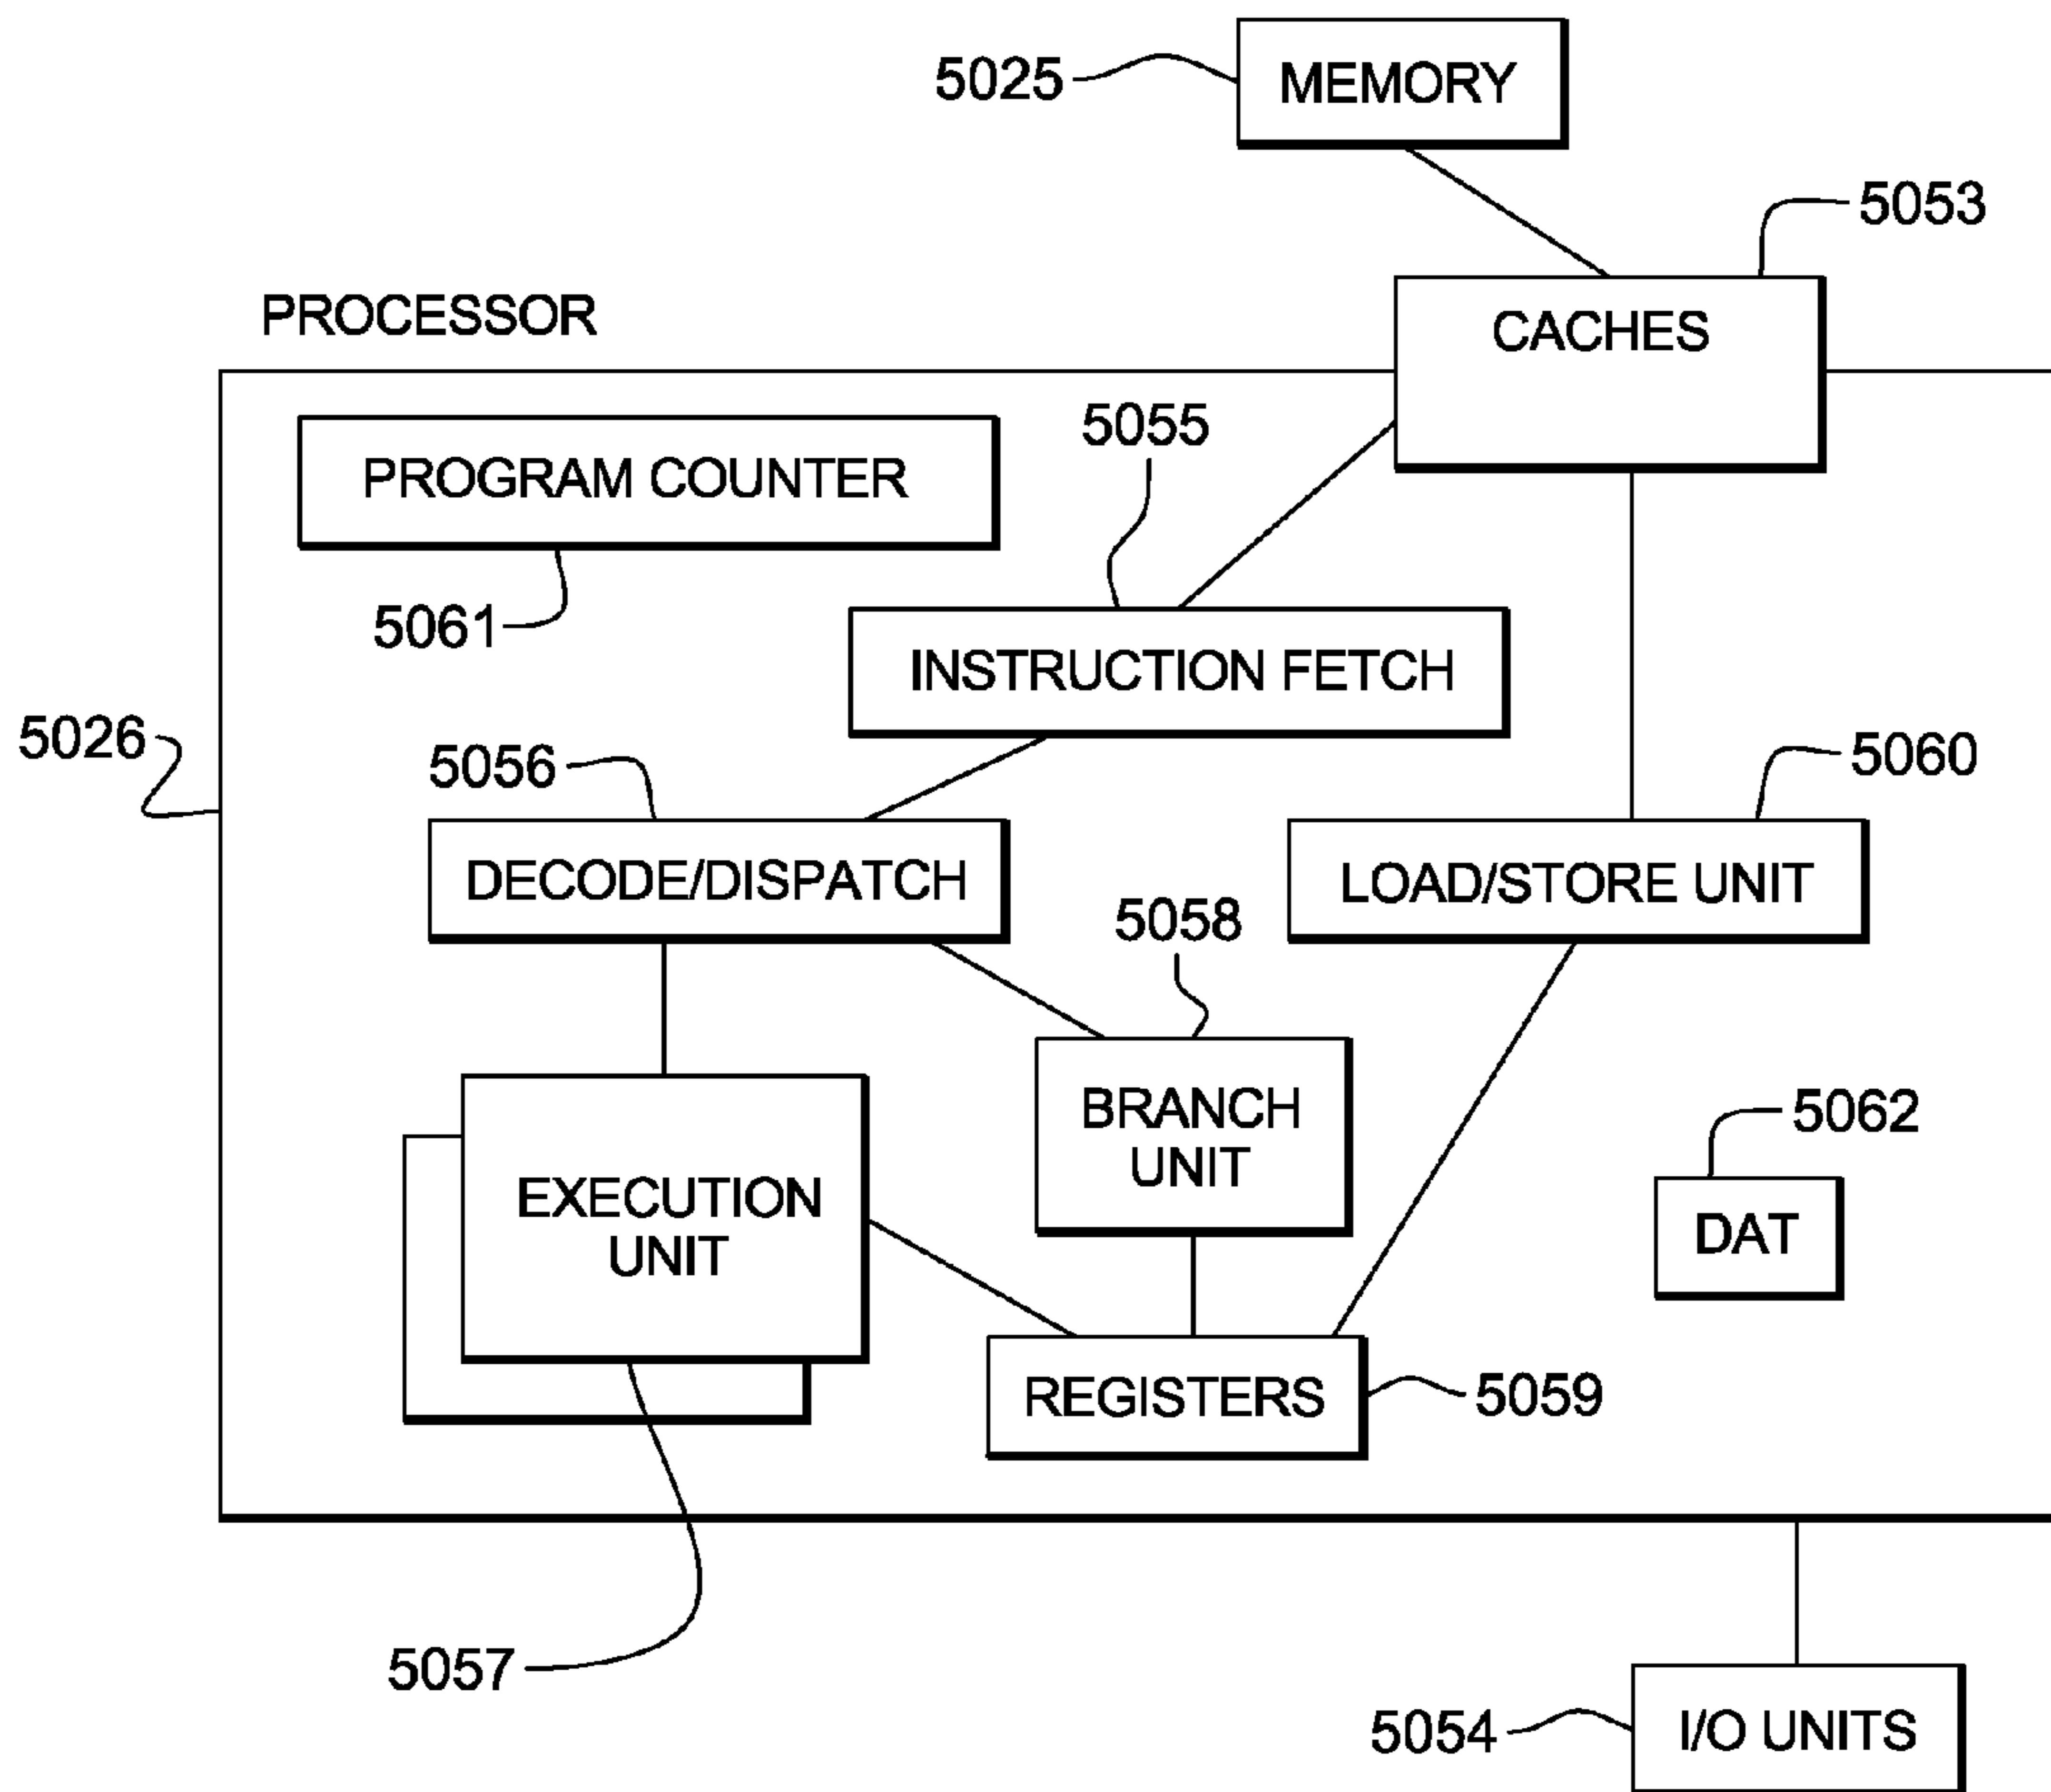 MEMORY
5025
5053
CACHES
PROCESSOR
5055
PROGRAM COUNTER
5061
INSTRUCTION FETCH
5026
5056
5060
DECODE/DISPATCH
LOAD/STORE UNIT
5058
BRANCH
UNIT
5062
EXECUTION
UNIT
DAT
REGISTERS
5059
5057
5054
I/O UNITS